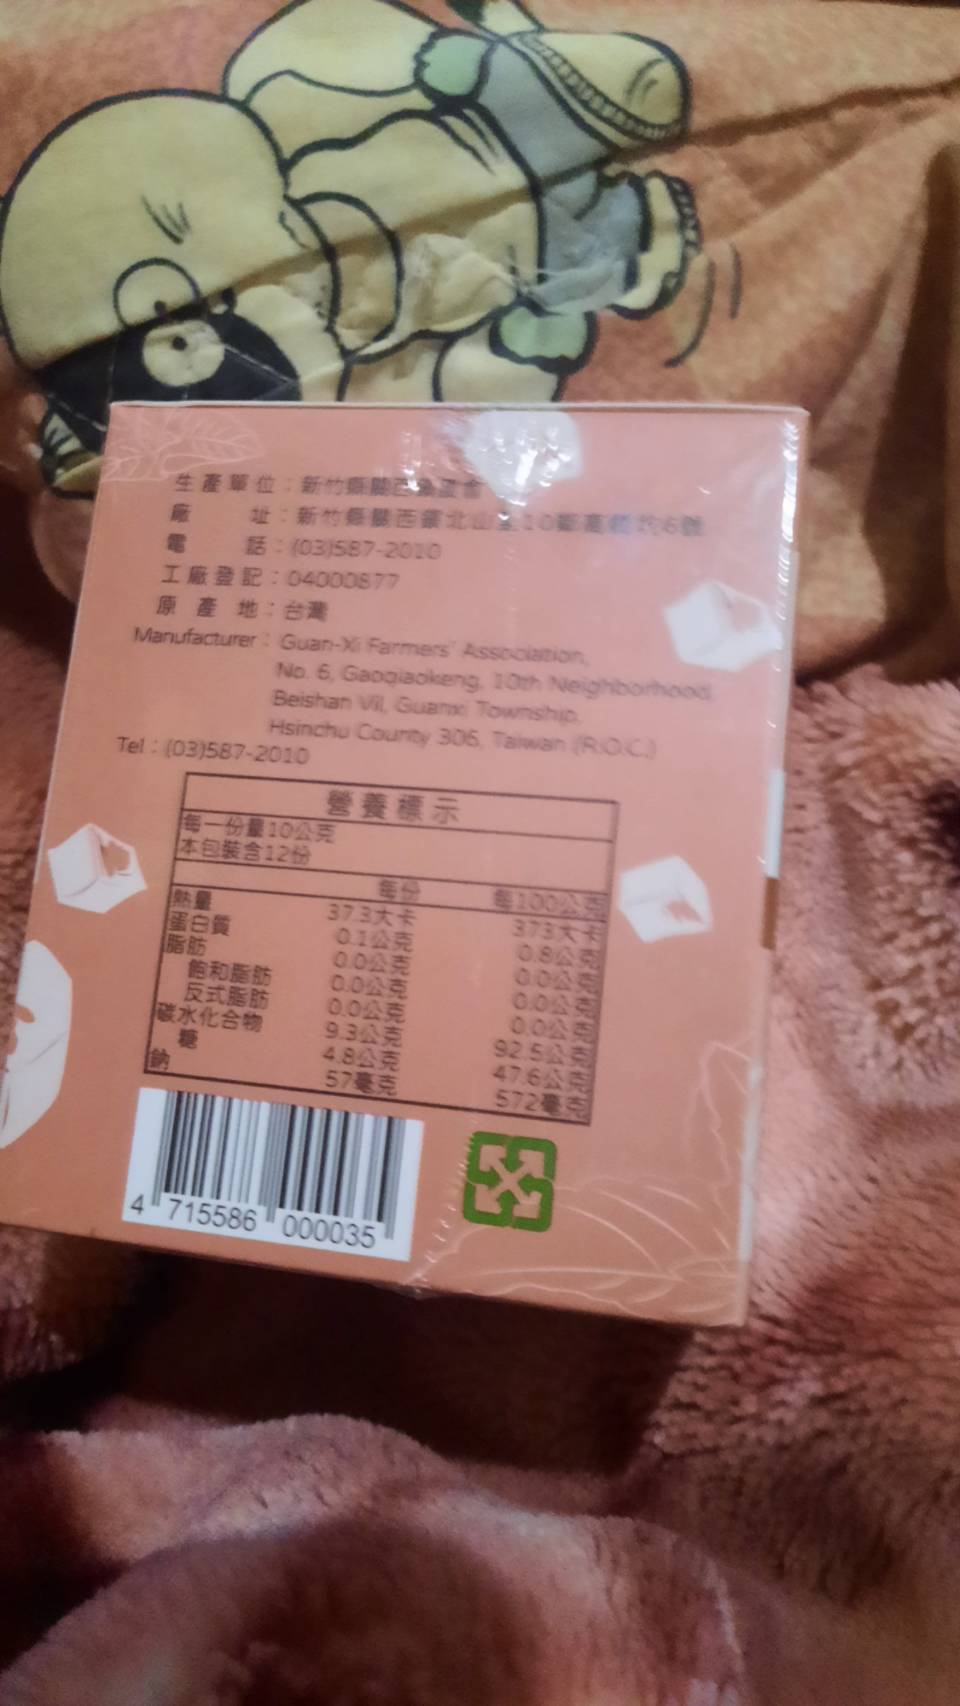 生產單位：新竹縣關西鎮農會
廠　　址：新竹縣關西鎮北山里10鄰高橋坑6號
電　　話：(03)587-2010
工廠登記：04000877
原 產 地：台灣
Manufacturer： Guan-Xi Farmers' Association,
No. 6, Gaoqiaokeng, 10th Neighborhood,
Beishan Vil, Guanxi Township,
Hsinchu County 306, Taiwan (R.O.C.)
Tel：(03)587-2010
營養標示
每一份量10公克
本包裝含12份
每份 每100公克
熱量 37.3大卡 373大卡
蛋白質 0.1公克 0.8公克
脂肪 0.0公克 0.0公克
飽和脂肪 0.0公克 0.0公克
反式脂肪 0.0公克 0.0公克
碳水化合物 9.3公克 92.5公克
糖 4.8公克 47.6公克
鈉 57毫克 572毫克
4 715586 000035